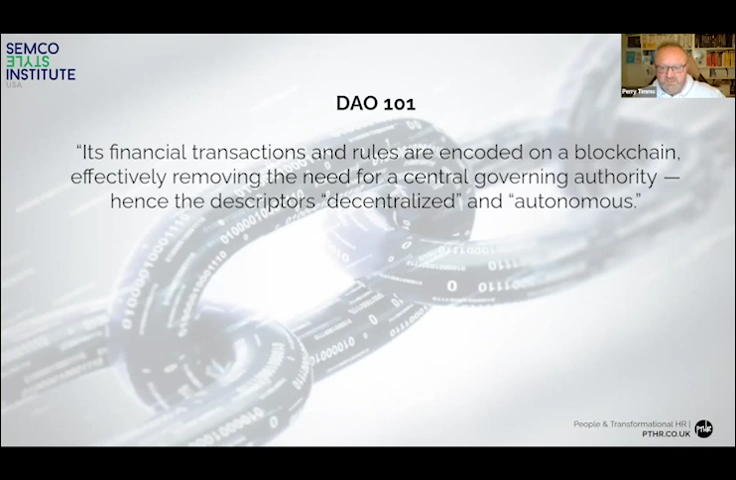 SEMCO
STYLE
INSTITUTE
USA
Perry Timms
DAO 101
“Its financial transactions and rules are encoded on a blockchain,
effectively removing the need for a central governing authority —
hence the descriptors “decentralized” and “autonomous.”
People & Transformational HR |
PTHR.CO.UK
PTHR